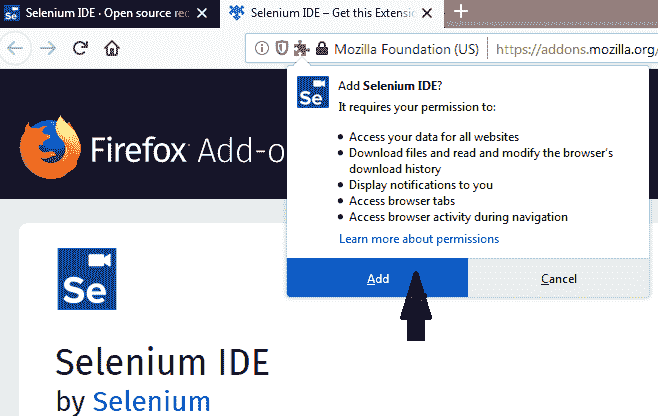 Selenium IDE · Open source rec
Selenium IDE – Get this Extension
Mozilla Foundation (US)
https://addons.mozilla.org/
Se
Add Selenium IDE?
It requires your permission to:
Access your data for all websites
Download files and read and modify the browser's
download history
Display notifications to you
Access browser tabs
Access browser activity during navigation
Learn more about permissions
Add
Cancel
Firefox Add-o
Se
Selenium IDE
by Selenium